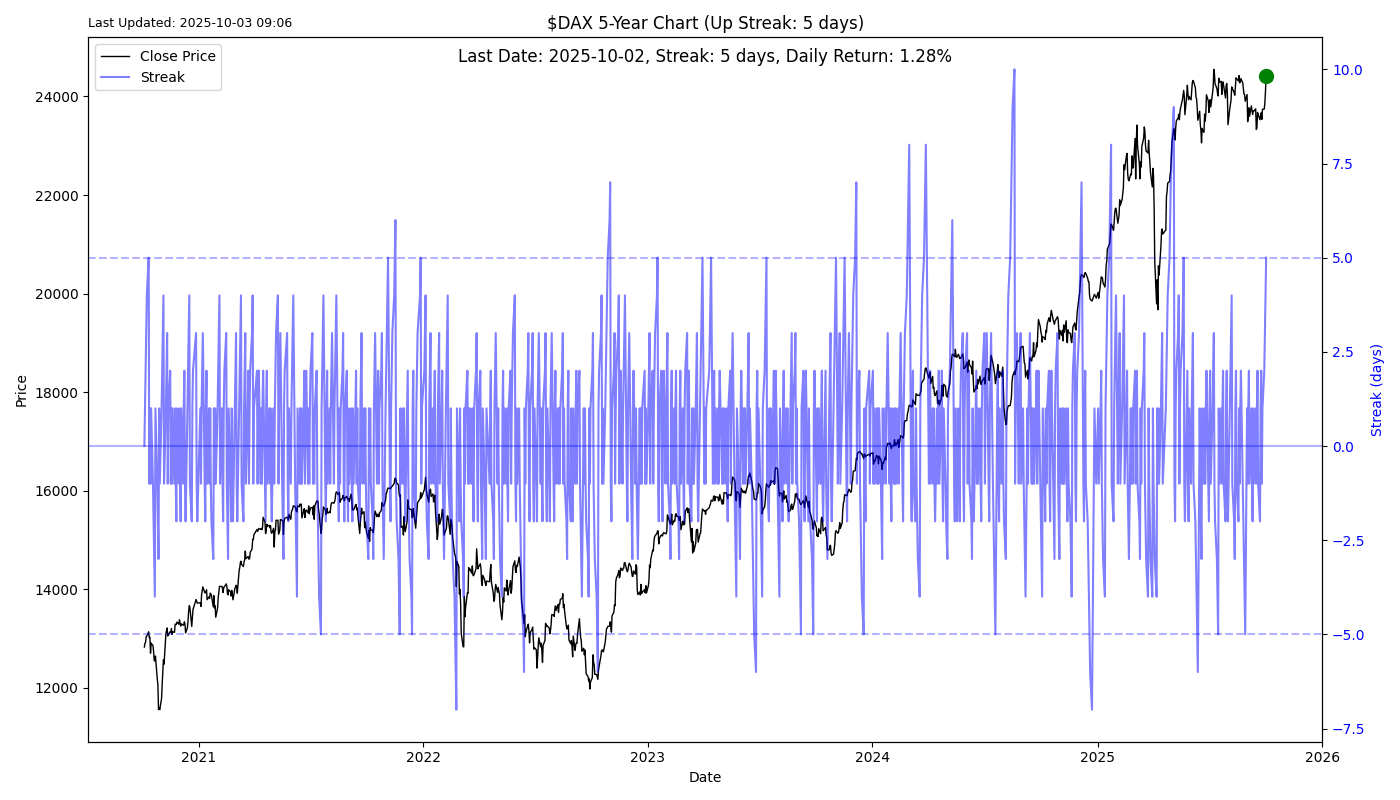 Last Updated: 2025-10-03 09:06
$DAX 5-Year Chart (Up Streak: 5 days)
Last Date: 2025-10-02, Streak: 5 days, Daily Return: 1.28%
Close Price
Streak
Price
24000
22000
20000
18000
16000
14000
12000
10.0
7.5
5.0
2.5
0.0
−2.5
−5.0
−7.5
Streak (days)
2021
2022
2023
2024
2025
2026
Date